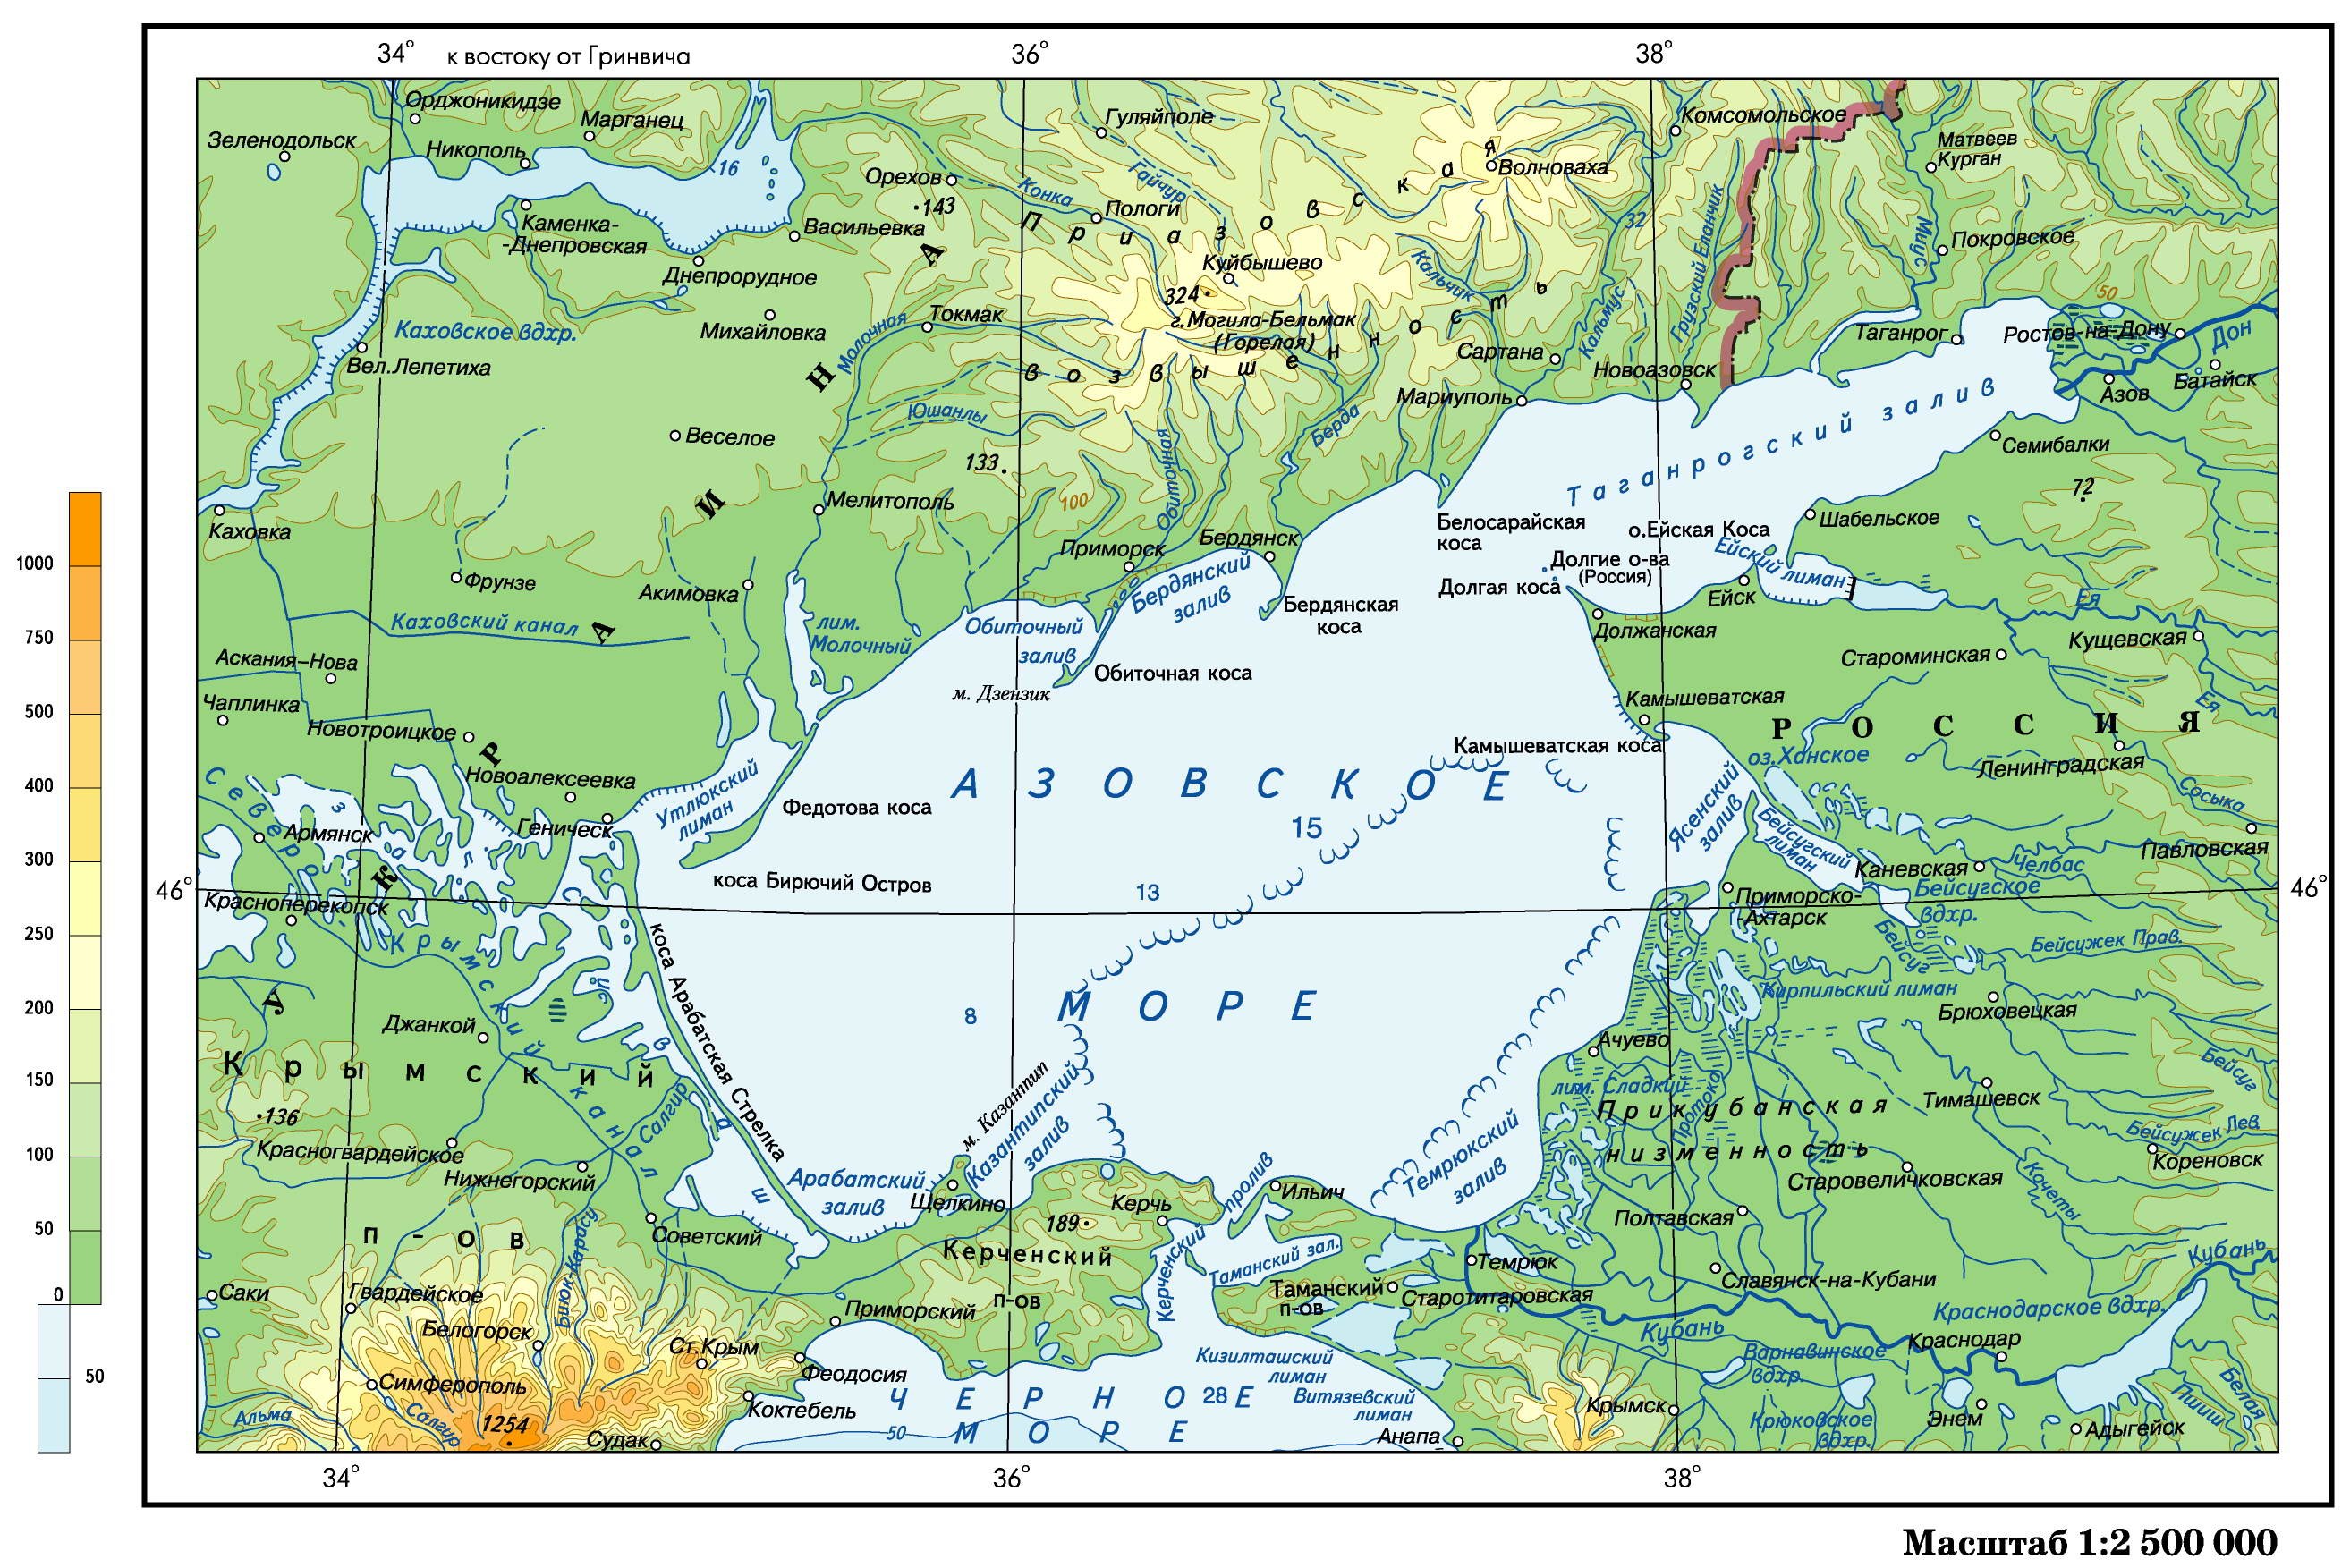 34° к востоку от Гринвича 36° 38°
Орджоникидзе
Марганец
Зеленодольск
Никополь
16
Гуляйполе
Комсомольское
Матвеев
Курган
Волноваха
Орехов
143
Конка
Гайчур
Пологи
Каменка-
-Днепровская
Васильевка
Приазовская
возвышенность
32
Грузский Еланчик
Миус
Покровское
Днепрорудное
Куйбышево
324
г.Могила-Бельмак
(Горелая)
Кальчик
Кальмус
50
Каховское вдхр.
Михайловка
Молочная
Токмак
Сартана
Таганрог
Ростов-на-Дону
Дон
Вел.Лепетиха
Новоазовск
Батайск
Азов
Мариуполь
Юшанлы
Берда
Таганрогский залив
Веселое
Обиточная
Семибалки
133
72
100
Мелитополь
Каховка
Белосарайская
коса
о.Ейская Коса
Шабельское
Приморск
Бердянск
Ейский лиман
Долгие о-ва
(Россия)
Долгая коса
Фрунзе
Акимовка
Бердянский
залив
Ейск
Ея
Бердянская
коса
Каховский канал
лим.
Молочный
Обиточный
залив
Должанская
Кущевская
Аскания-Нова
Староминская
Обиточная коса
м. Дзензик
Чаплинка
Камышеватская
Ея
УКРАИНА
РОССИЯ
Новотроицкое
Камышеватская коса
оз.Ханское
Ленинградская
Новоалексеевка
АЗОВСКОЕ
Сосыка
Утлюкский
лиман
Федотова коса
15
Ясенский
залив
Бейсугский
лиман
Армянск
Геническ
Павловская
Каневская
Челбас
коса Бирючий Остров
13
46° 46°
Бейсугское
вдхр.
Приморско-
-Ахтарск
Красноперекопск
Северо-
Крымский канал
Сиваш
зал.
коса Арабатская Стрелка
Бейсуг
Бейсужек Прав.
МОРЕ
8
Кирпильский лиман
Брюховецкая
Джанкой
Ачуево
Бейсуг
Крымский
п-ов
лим. Сладкий
Протока
Прикубанская
низменность
Тимашевск
136
Салгир
м. Казантип
Казантипский
залив
Красногвардейское
Бейсужек Лев.
Кореновск
Нижнегорский
Арабатский
залив
Щелкино
Темрюкский
залив
Старовеличковская
Кочеты
Керчь
Ильич
Керченский пролив
189
Полтавская
Советский
Керченский
п-ов
Таманский зал.
Темрюк
Кубань
Саки
Гвардейское
Биюк-Карасу
Таманский
п-ов
Старотитаровская
Славянск-на-Кубани
Приморский
Краснодарское вдхр.
Белогорск
Кубань
Краснодар
Ст.Крым
Кизилташский
лиман
Варнавинское
вдхр.
Феодосия
Симферополь
ЧЕРНОЕ
28
Витязевский
лиман
Коктебель
Альма
Салгир
1254
Судак
50
МОРЕ
Анапа
Крымск
Крюковское
вдхр.
Энем
Адыгейск
Пшиш
Белая
34° 36° 38°
1000
750
500
400
300
250
200
150
100
50
0
50
Масштаб 1:2 500 000